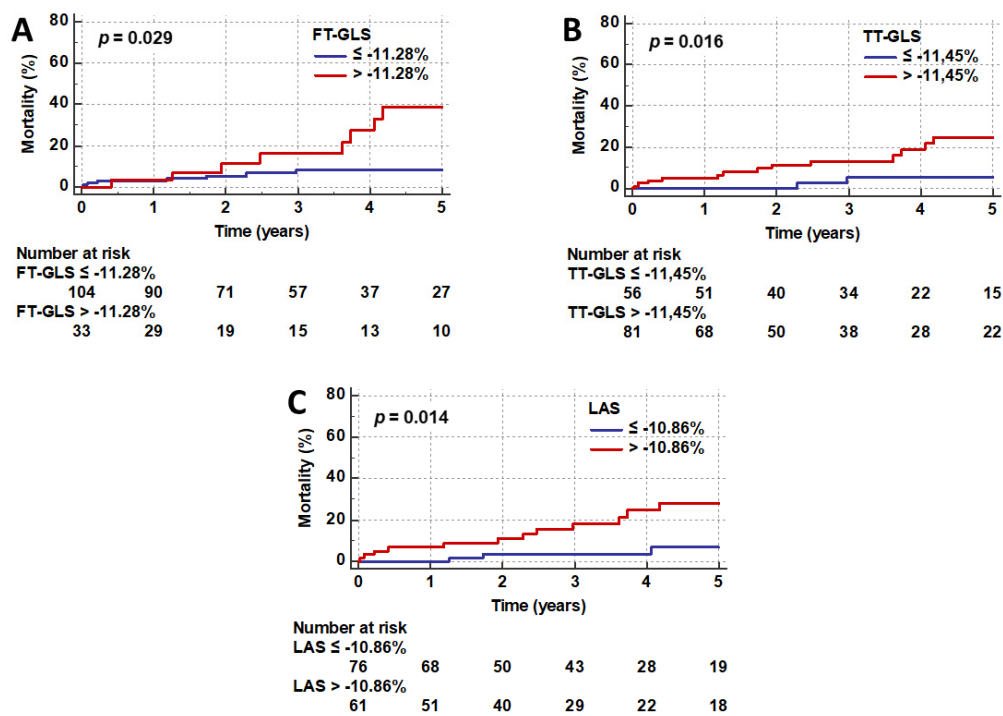 A
p = 0.029
FT-GLS
≤ -11.28%
> -11.28%
Mortality (%)
80
60
40
20
0
0 1 2 3 4 5
Time (years)
Number at risk
FT-GLS ≤ -11.28%
104 90 71 57 37 27
FT-GLS > -11.28%
33 29 19 15 13 10
B
p = 0.016
TT-GLS
≤ -11,45%
> -11,45%
Mortality (%)
80
60
40
20
0
0 1 2 3 4 5
Time (years)
Number at risk
TT-GLS ≤ -11,45%
56 51 40 34 22 15
TT-GLS > -11,45%
81 68 50 38 28 22
C
p = 0.014
LAS
≤ -10.86%
> -10.86%
Mortality (%)
80
60
40
20
0
0 1 2 3 4 5
Time (years)
Number at risk
LAS ≤ -10.86%
76 68 50 43 28 19
LAS > -10.86%
61 51 40 29 22 18